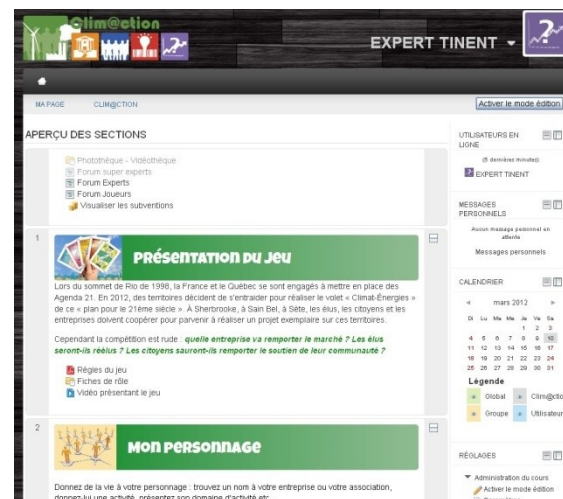 Clim@ction
EXPERT TINENT
MA PAGE CLIM@CTION
Activer le mode édition
APERÇU DES SECTIONS
Photothèque - Vidéothèque
Forum super experts
Forum Experts
Forum Joueurs
Visualiser les subventions
1
PRÉSENTATION DU JEU
Lors du sommet de Rio de 1998, la France et le Québec se sont engagés à mettre en place des
Agenda 21. En 2012, des territoires décident de s'entraider pour réaliser le volet « Climat-Énergies »
de ce « plan pour le 21ème siècle ». À Sherbrooke, à Sain Bel, à Sète, les élus, les citoyens et les
entreprises doivent coopérer pour parvenir à réaliser un projet exemplaire sur ces territoires.
Cependant la compétition est rude : quelle entreprise va remporter le marché ? Les élus
seront-ils réélus ? Les citoyens sauront-ils remporter le soutien de leur communauté ?
Règles du jeu
Fiches de rôle
Vidéo présentant le jeu
2
MON PERSONNAGE
Donnez de la vie à votre personnage : trouvez un nom à votre entreprise ou votre association,
donnez-lui une activité, présentez son domaine d'activité etc.
UTILISATEURS EN
LIGNE
(5 dernières minutes)
EXPERT TINENT
MESSAGES
PERSONNELS
Aucun message personnel en
attente
Messages personnels
CALENDRIER
◄ mars 2012 ►
Di Lu Ma Me Je Ve Sa
1 2 3
4 5 6 7 8 9 10
11 12 13 14 15 16 17
18 19 20 21 22 23 24
25 26 27 28 29 30 31
Légende
Global Clim@ctio
Groupe Utilisateur
RÉGLAGES
Administration du cours
Activer le mode édition